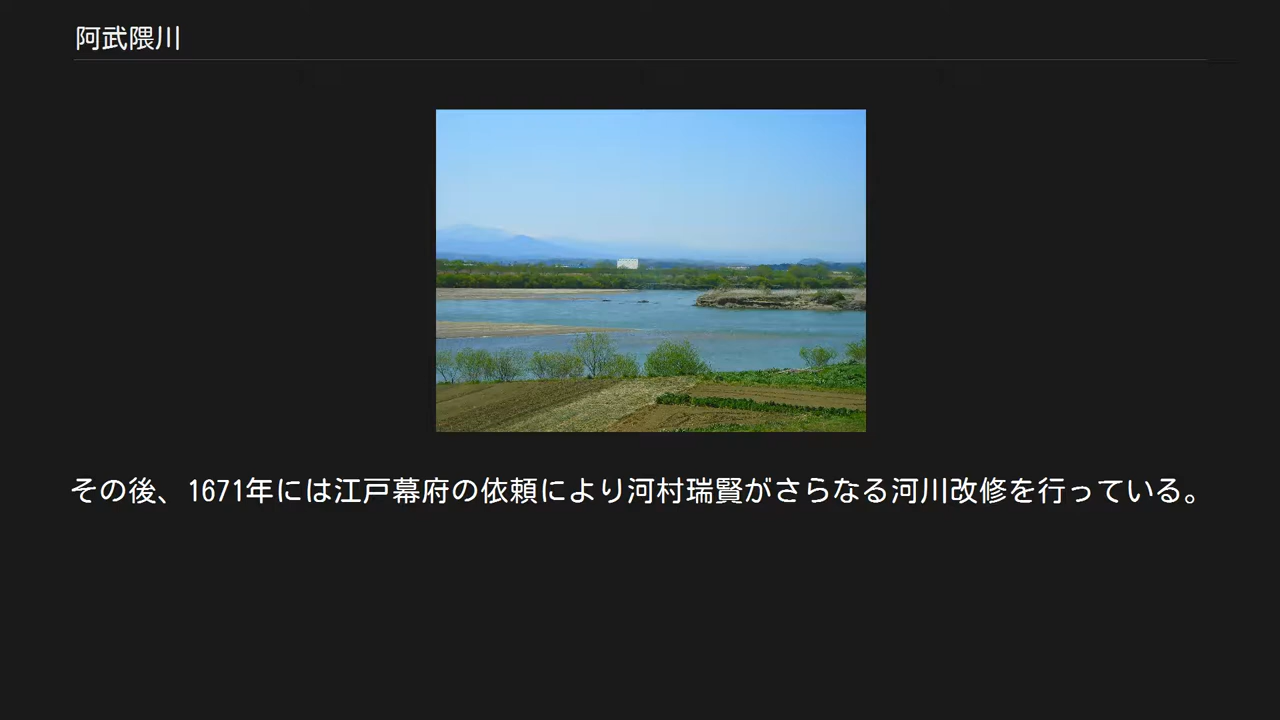 阿武隈川
その後、1671年には江戸幕府の依頼により河村瑞賢がさらなる河川改修を行っている。